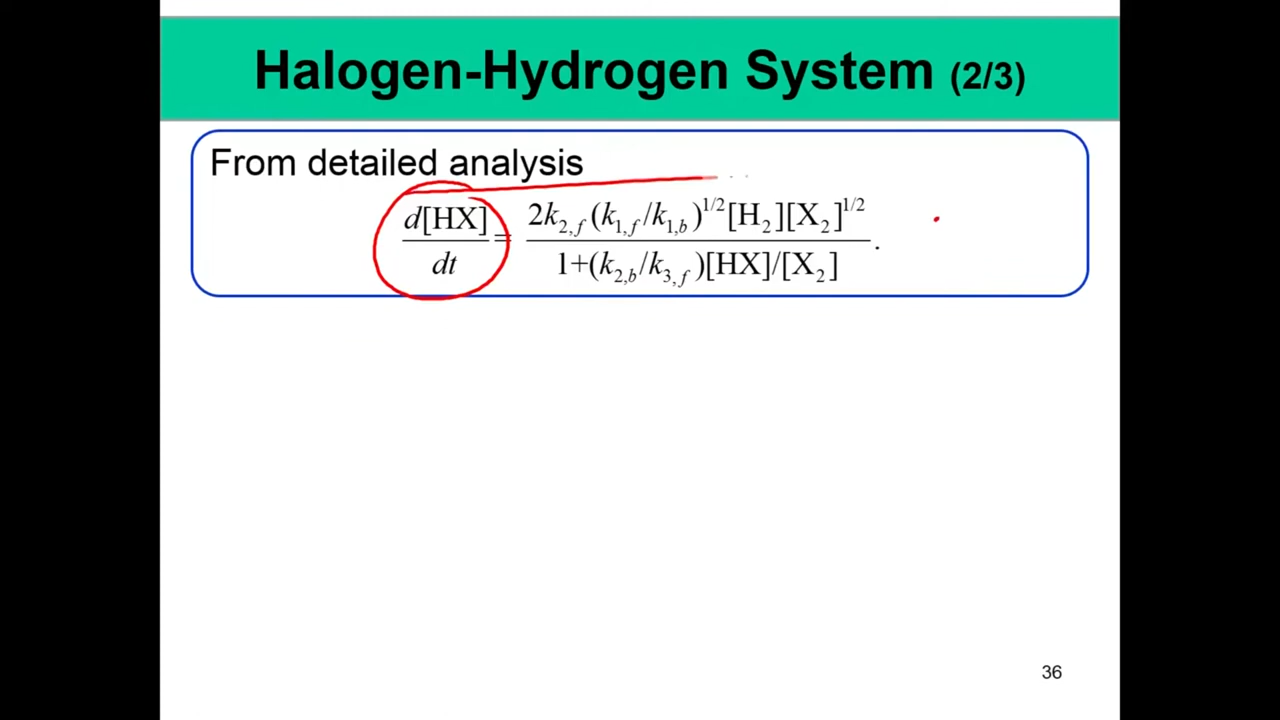 Halogen-Hydrogen System (2/3)
From detailed analysis
d[HX]/dt = 2k_{2,f}(k_{1,f}/k_{1,b})^{1/2}[H_2][X_2]^{1/2} / 1+(k_{2,b}/k_{3,f})[HX]/[X_2] .
36